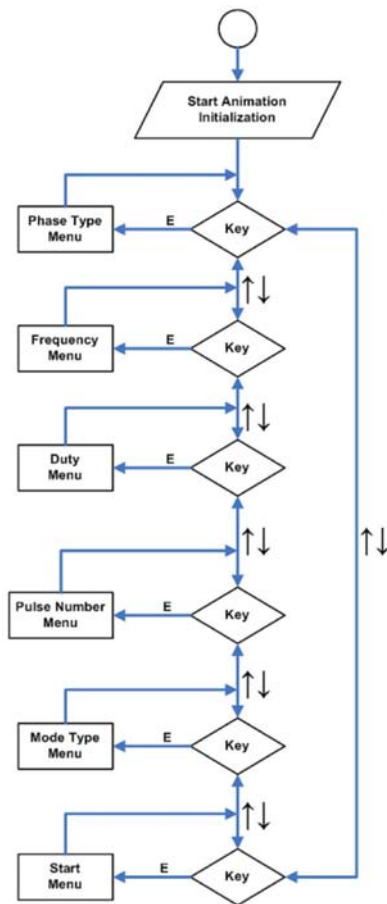 Start Animation
Initialization
Phase Type
Menu
E
Key
↑↓
Frequency
Menu
E
Key
↑↓
Duty
Menu
E
Key
↑↓
↑↓
Pulse Number
Menu
E
Key
↑↓
Mode Type
Menu
E
Key
↑↓
Start
Menu
E
Key